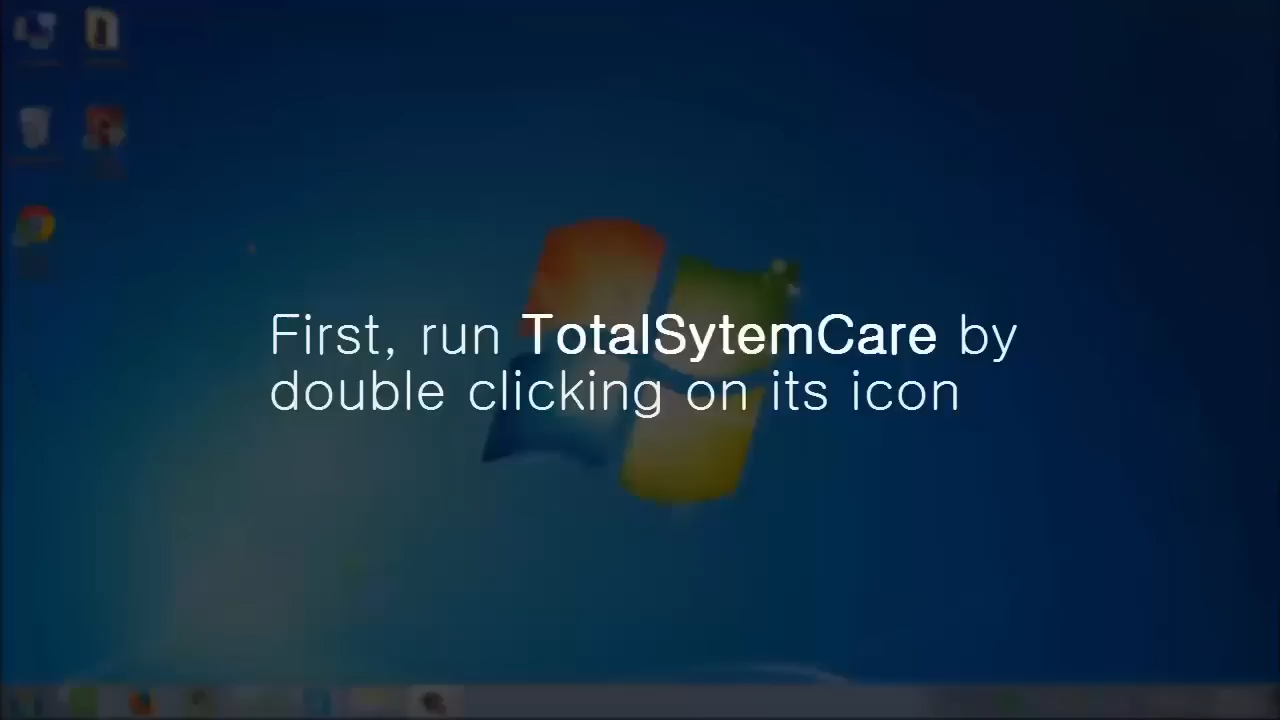 First, run TotalSytemCare by
double clicking on its icon